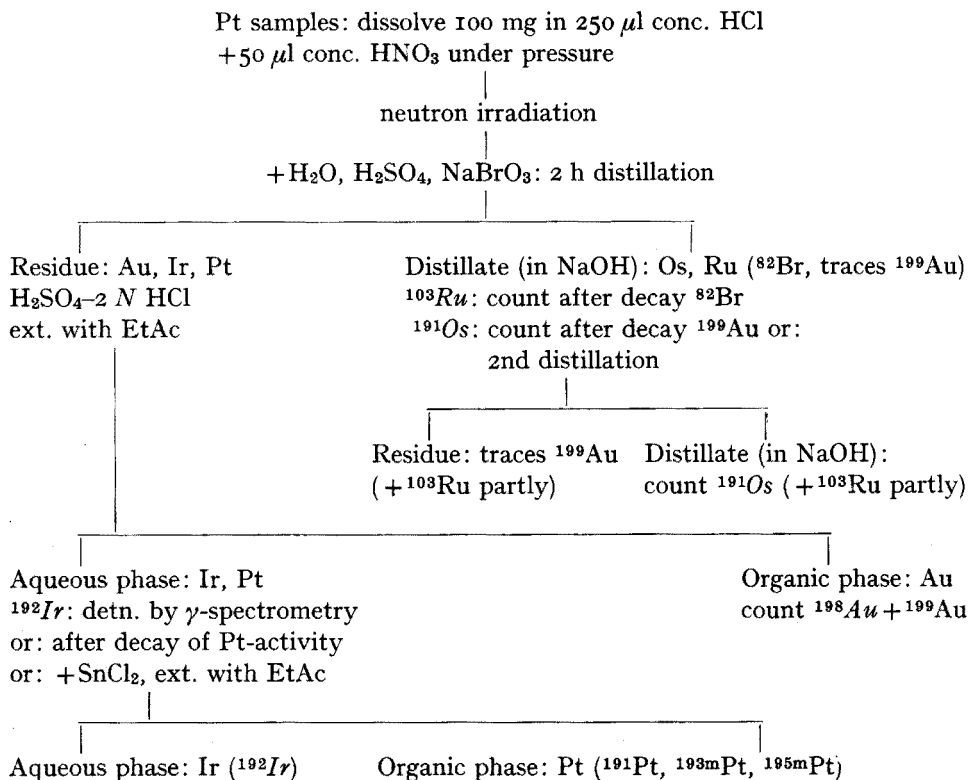 Pt samples: dissolve 100 mg in 250 μl conc. HCl
+50 μl conc. HNO₃ under pressure
neutron irradiation
+H₂O, H₂SO₄, NaBrO₃: 2 h distillation
Residue: Au, Ir, Pt
H₂SO₄–2 N HCl
ext. with EtAc
Distillate (in NaOH): Os, Ru (⁸²Br, traces ¹⁹⁹Au)
¹⁰³Ru: count after decay ⁸²Br
¹⁹¹Os: count after decay ¹⁹⁹Au or:
2nd distillation
Residue: traces ¹⁹⁹Au
(+¹⁰³Ru partly)
Distillate (in NaOH):
count ¹⁹¹Os (+¹⁰³Ru partly)
Aqueous phase: Ir, Pt
¹⁹²Ir: detn. by γ-spectrometry
or: after decay of Pt-activity
or: +SnCl₂, ext. with EtAc
Organic phase: Au
count ¹⁹⁸Au+¹⁹⁹Au
Aqueous phase: Ir (¹⁹²Ir)
Organic phase: Pt (¹⁹¹Pt, ¹⁹³ᵐPt, ¹⁹⁵ᵐPt)